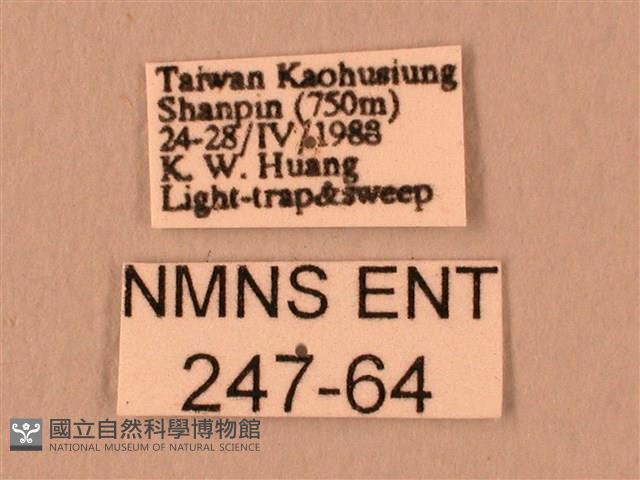 Taiwan Kaohusiung
Shanpin (750m)
24-28/IV/1988
K. W. Huang
Light-trap&sweep
NMNS ENT
247-64
國立自然科學博物館
NATIONAL MUSEUM OF NATURAL SCIENCE